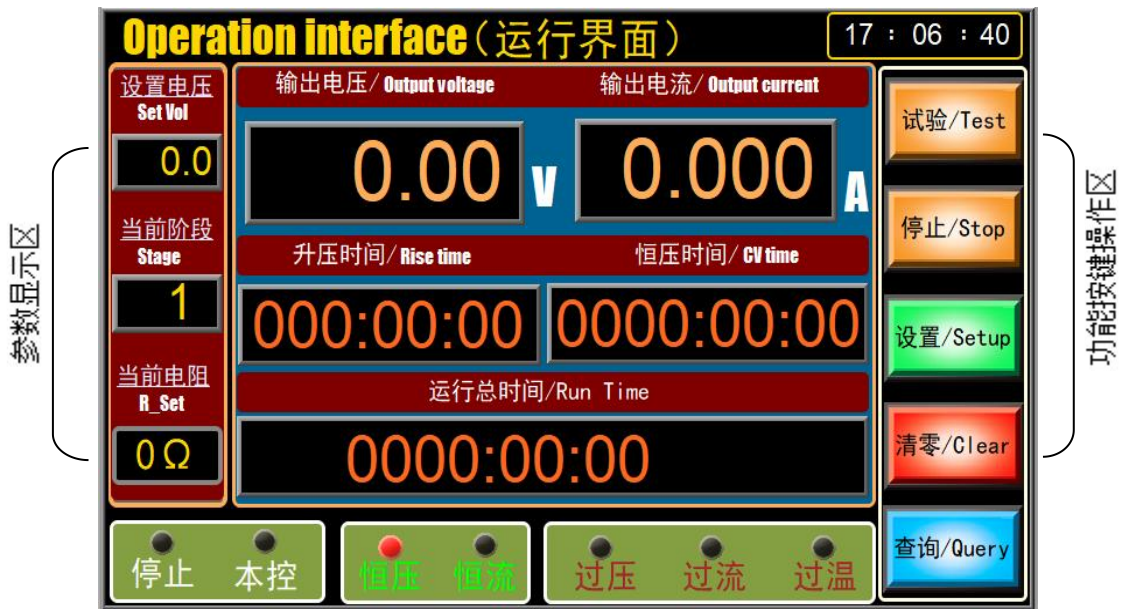 Operation interface（运行界面）
17 : 06 : 40
参数显示区
设置电压
Set Vol
0.0
当前阶段
Stage
1
当前电阻
R_Set
0Ω
输出电压/Output voltage
输出电流/Output current
0.00 V
0.000 A
升压时间/Rise time
恒压时间/CV time
000:00:00
0000:00:00
运行总时间/Run Time
0000:00:00
试验/Test
停止/Stop
设置/Setup
清零/Clear
查询/Query
功能按键操作区
停止 本控
恒压 恒流
过压 过流 过温